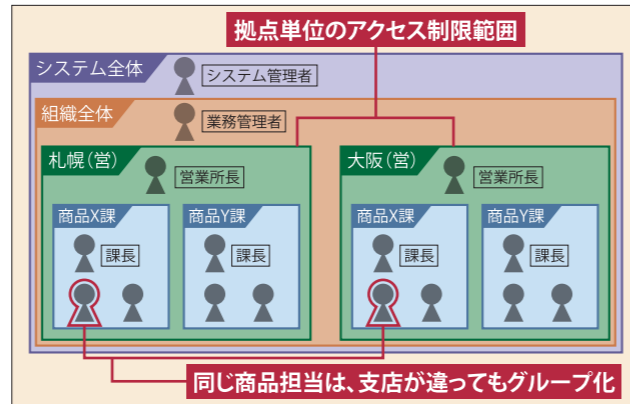 拠点単位のアクセス制限範囲
システム全体
システム管理者
組織全体
業務管理者
札幌(営)
営業所長
大阪(営)
営業所長
商品X課
課長
商品Y課
課長
商品X課
課長
商品Y課
課長
同じ商品担当は、支店が違ってもグループ化